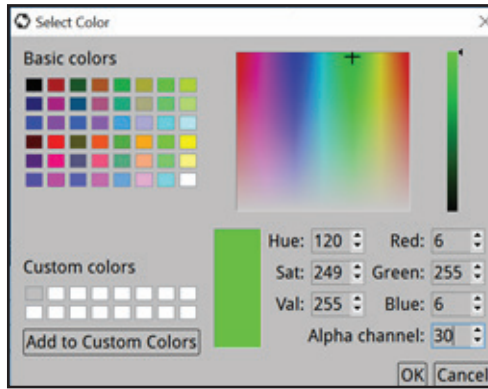 Select Color
Basic colors
Hue: 120 Red: 6
Custom colors Sat: 249 Green: 255
Val: 255 Blue: 6
Add to Custom Colors Alpha channel: 30
OK Cancel